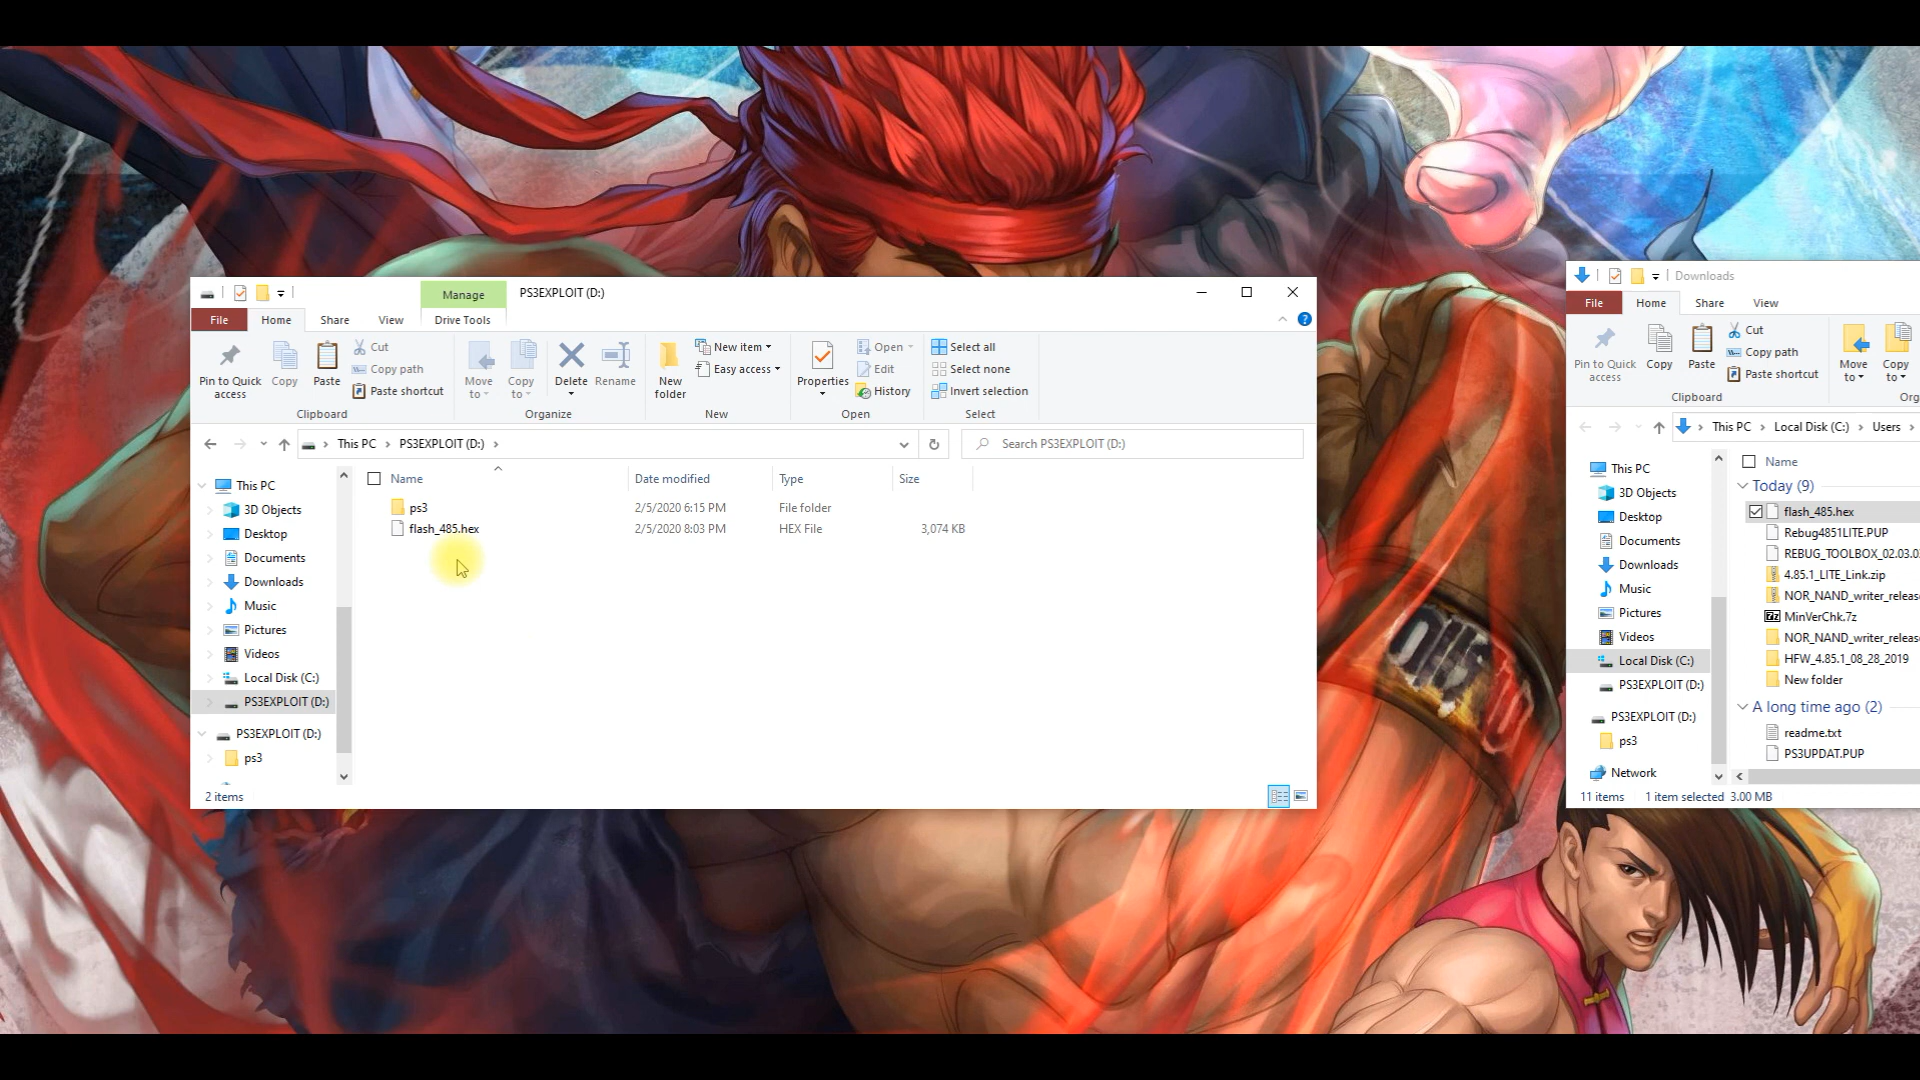 Manage
PS3EXPLOIT (D:)
File
Home
Share
View
Drive Tools
Pin to Quick access
Copy
Paste
Cut
Copy path
Paste shortcut
Clipboard
Move to
Copy to
Delete
Rename
Organize
New folder
New item
Easy access
New
Properties
Open
Edit
History
Open
Select all
Select none
Invert selection
Select
This PC > PS3EXPLOIT (D:) >
Search PS3EXPLOIT (D:)
This PC
3D Objects
Desktop
Documents
Downloads
Music
Pictures
Videos
Local Disk (C:)
PS3EXPLOIT (D:)
PS3EXPLOIT (D:)
ps3
Name Date modified Type Size
ps3 2/5/2020 6:15 PM File folder
flash_485.hex 2/5/2020 8:03 PM HEX File 3,074 KB
2 items
Downloads
File
Home
Share
View
Pin to Quick access
Copy
Paste
Cut
Copy path
Paste shortcut
Clipboard
Move to
Copy to
Org
This PC > Local Disk (C:) > Users >
This PC
3D Objects
Desktop
Documents
Downloads
Music
Pictures
Videos
Local Disk (C:)
PS3EXPLOIT (D:)
PS3EXPLOIT (D:)
ps3
Network
Name
Today (9)
flash_485.hex
Rebug4851LITE.PUP
REBUG_TOOLBOX_02.03.0
4.85.1_LITE_Link.zip
NOR_NAND_writer_releas
MinVerChk.7z
NOR_NAND_writer_releas
HFW_4.85.1_08_28_2019
New folder
A long time ago (2)
readme.txt
PS3UPDAT.PUP
11 items 1 item selected 3.00 MB